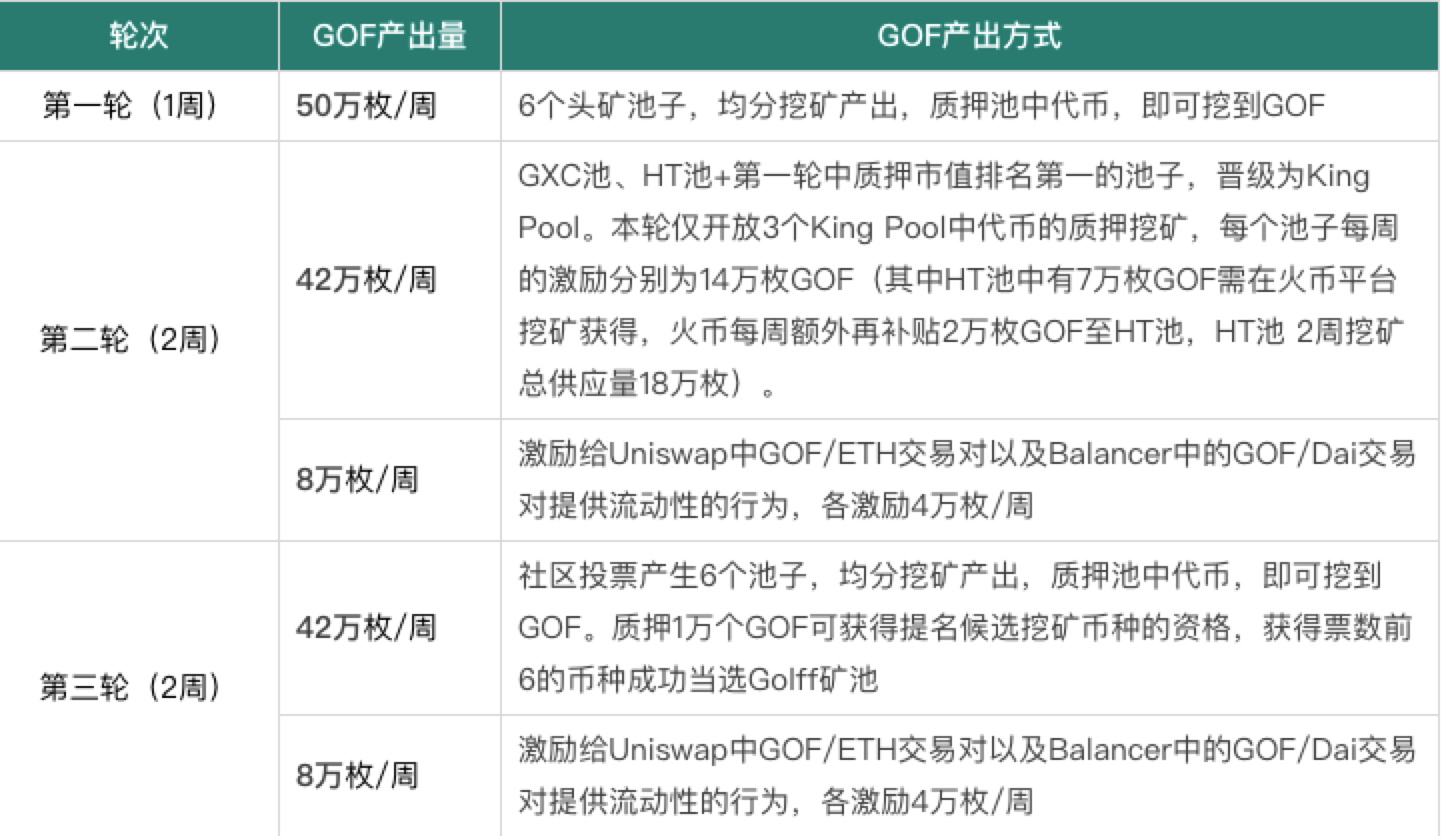 轮次
GOF产出量
GOF产出方式
第一轮（1周）
50万枚/周
6个头矿池子，均分挖矿产出，质押池中代币，即可挖到GOF
第二轮（2周）
42万枚/周
GXC池、HT池+第一轮中质押市值排名第一的池子，晋级为King
Pool。本轮仅开放3个King Pool中代币的质押挖矿，每个池子每周
的激励分别为14万枚GOF（其中HT池中有7万枚GOF需在火币平台
挖矿获得，火币每周额外再补贴2万枚GOF至HT池，HT池 2周挖矿
总供应量18万枚）。
8万枚/周
激励给Uniswap中GOF/ETH交易对以及Balancer中的GOF/Dai交易
对提供流动性的行为，各激励4万枚/周
第三轮（2周）
42万枚/周
社区投票产生6个池子，均分挖矿产出，质押池中代币，即可挖到
GOF。质押1万个GOF可获得提名候选挖矿币种的资格，获得票数前
6的币种成功当选Golff矿池
8万枚/周
激励给Uniswap中GOF/ETH交易对以及Balancer中的GOF/Dai交易
对提供流动性的行为，各激励4万枚/周